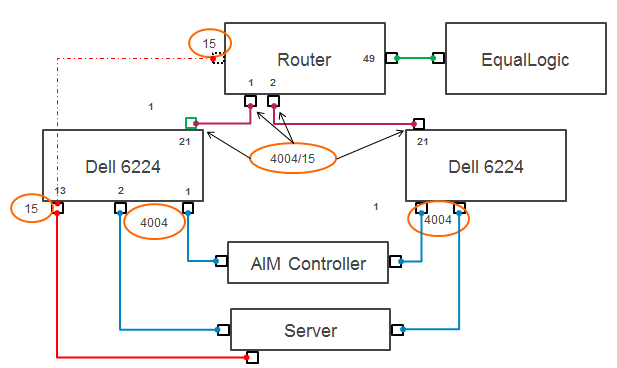 15
Router
49
EqualLogic
1
2
1
21
4004/15
21
Dell 6224
Dell 6224
13
2
1
15
4004
1
4004
AIM Controller
Server